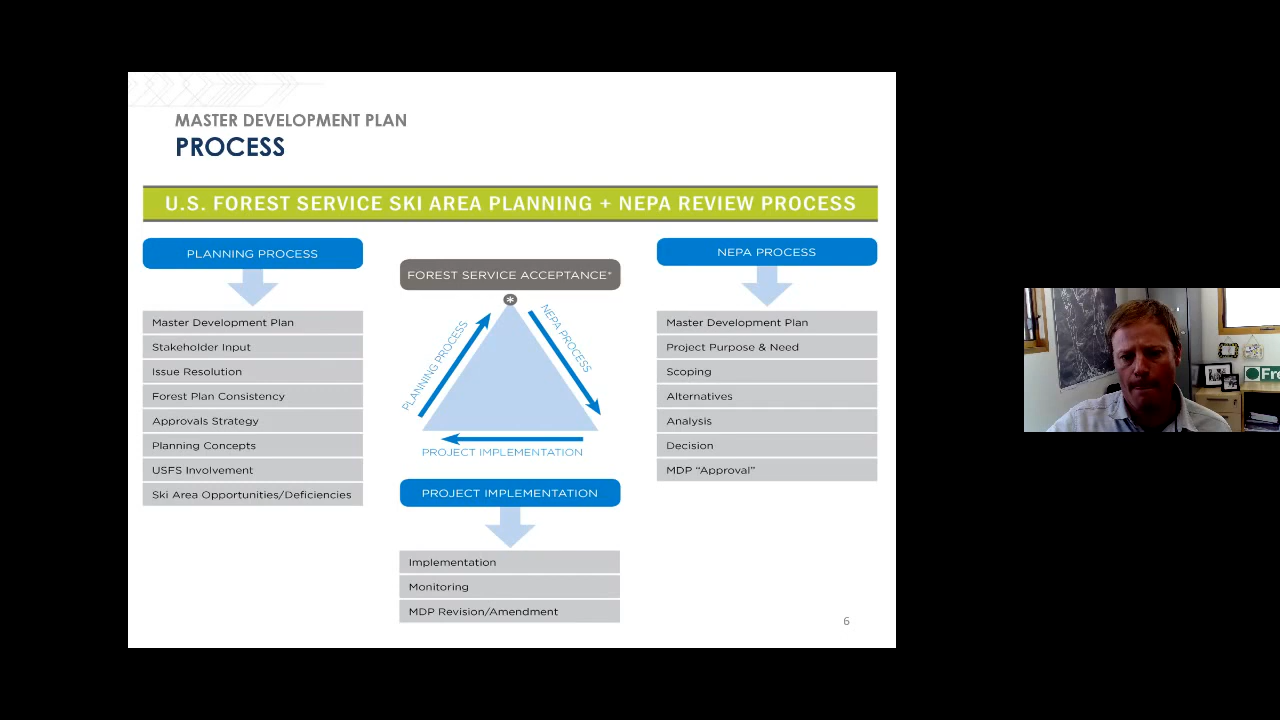 MASTER DEVELOPMENT PLAN
PROCESS
U.S. FOREST SERVICE SKI AREA PLANNING + NEPA REVIEW PROCESS
PLANNING PROCESS
Master Development Plan
Stakeholder Input
Issue Resolution
Forest Plan Consistency
Approvals Strategy
Planning Concepts
USFS Involvement
Ski Area Opportunities/Deficiencies
FOREST SERVICE ACCEPTANCE*
*
PLANNING PROCESS
NEPA PROCESS
PROJECT IMPLEMENTATION
PROJECT IMPLEMENTATION
Implementation
Monitoring
MDP Revision/Amendment
NEPA PROCESS
Master Development Plan
Project Purpose & Need
Scoping
Alternatives
Analysis
Decision
MDP “Approval”
6
Fre